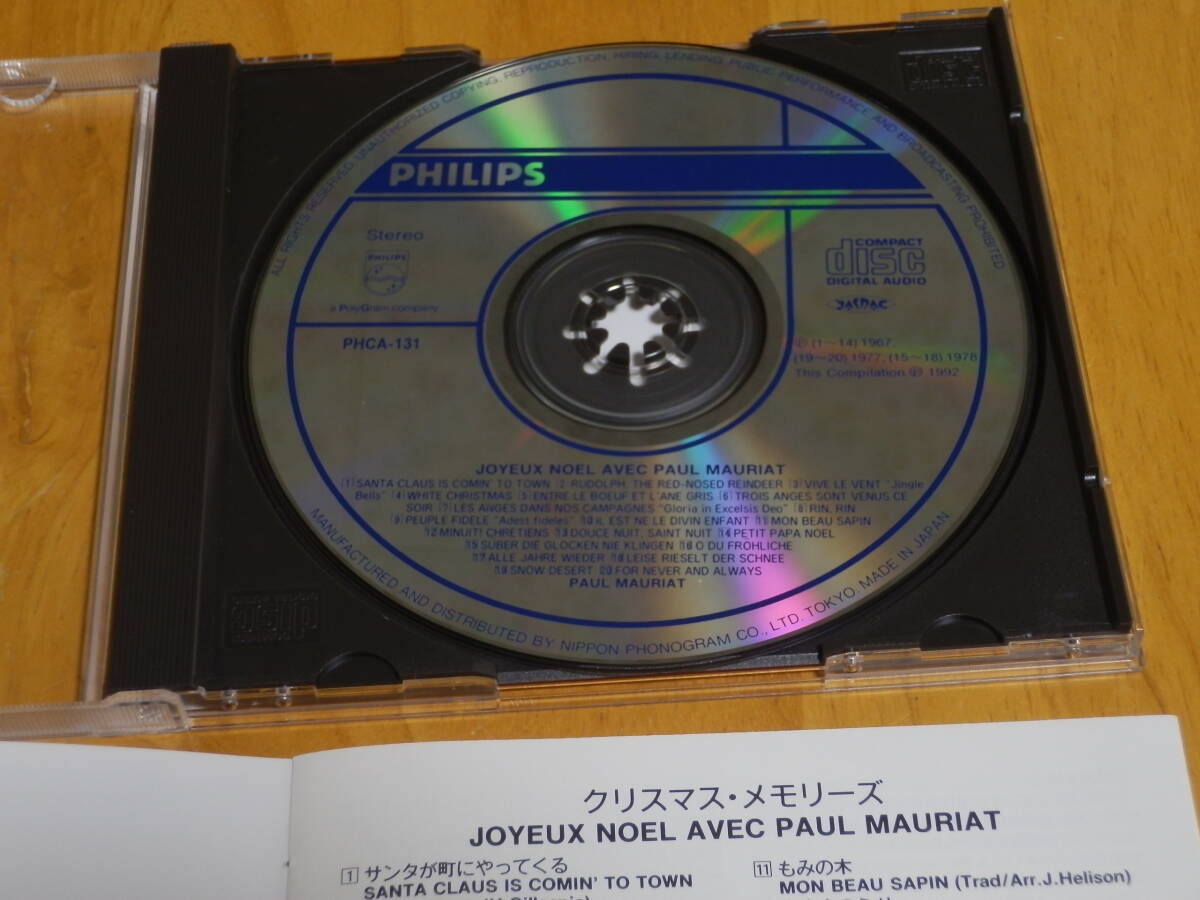 ALL RIGHTS RESERVED. UNAUTHORIZED COPYING, REPRODUCTION, HIRING, LENDING, PUBLIC PERFORMANCE AND BROADCASTING PROHIBITED
PHILIPS
Stereo
PHILIPS
a PolyGram company
PHCA-131
COMPACT
disc
DIGITAL AUDIO
JASRAC
℗ (1～14) 1967,
(19～20) 1977, (15～18) 1978
This Compilation ℗ 1992
JOYEUX NOEL AVEC PAUL MAURIAT
(1) SANTA CLAUS IS COMIN' TO TOWN (2) RUDOLPH, THE RED-NOSED REINDEER (3) VIVE LE VENT "Jingle
Bells" (4) WHITE CHRISTMAS (5) ENTRE LE BOEUF ET L'ANE GRIS (6) TROIS ANGES SONT VENUS CE
SOIR (7) LES ANGES DANS NOS CAMPAGNES "Gloria in Excelsis Deo" (8) RIN, RIN
(9) PEUPLE FIDELE "Adest fideles" (10) IL EST NE LE DIVIN ENFANT (11) MON BEAU SAPIN
(12) MINUIT! CHRETIENS (13) DOUCE NUIT, SAINT NUIT (14) PETIT PAPA NOEL
(15) SUBER DIE GLOCKEN NIE KLINGEN (16) O DU FROHLICHE
(17) ALLE JAHRE WIEDER (18) LEISE RIESELT DER SCHNEE
(19) SNOW DESERT (20) FOR NEVER AND ALWAYS
PAUL MAURIAT
MANUFACTURED AND DISTRIBUTED BY NIPPON PHONOGRAM CO., LTD. TOKYO. MADE IN JAPAN
クリスマス・メモリーズ
JOYEUX NOEL AVEC PAUL MAURIAT
1 サンタが町にやってくる
SANTA CLAUS IS COMIN' TO TOWN
11 もみの木
MON BEAU SAPIN (Trad/Arr.J.Helison)